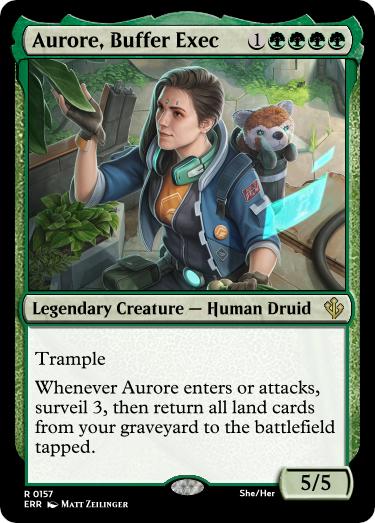 Aurore, Buffer Exec 1
Legendary Creature — Human Druid
Trample
Whenever Aurore enters or attacks,
surveil 3, then return all land cards
from your graveyard to the battlefield
tapped.
5/5
R 0157
She/Her
ERR Matt Zeilinger